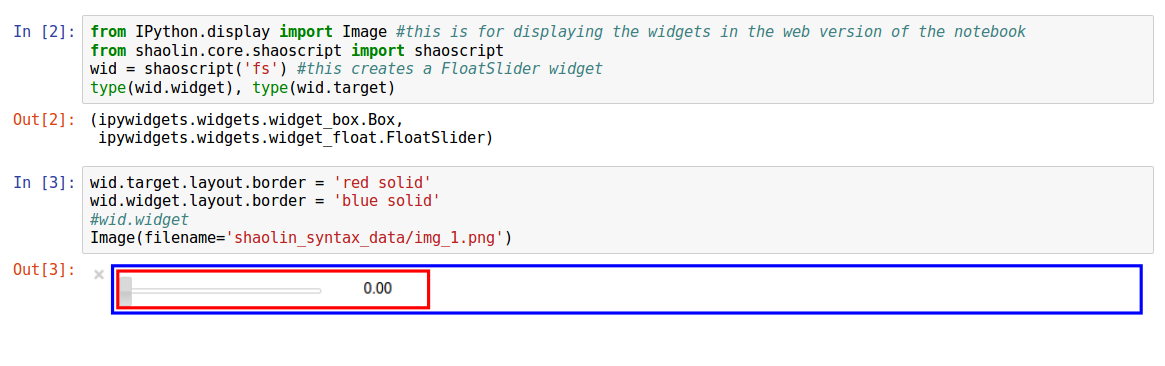 In [2]: from IPython.display import Image #this is for displaying the widgets in the web version of the notebook
from shaolin.core.shaoscript import shaoscript
wid = shaoscript('fs') #this creates a FloatSlider widget
type(wid.widget), type(wid.target)
Out[2]: (ipywidgets.widgets.widget_box.Box,
ipywidgets.widgets.widget_float.FloatSlider)
In [3]: wid.target.layout.border = 'red solid'
wid.widget.layout.border = 'blue solid'
#wid.widget
Image(filename='shaolin_syntax_data/img_1.png')
Out[3]: ×
0.00